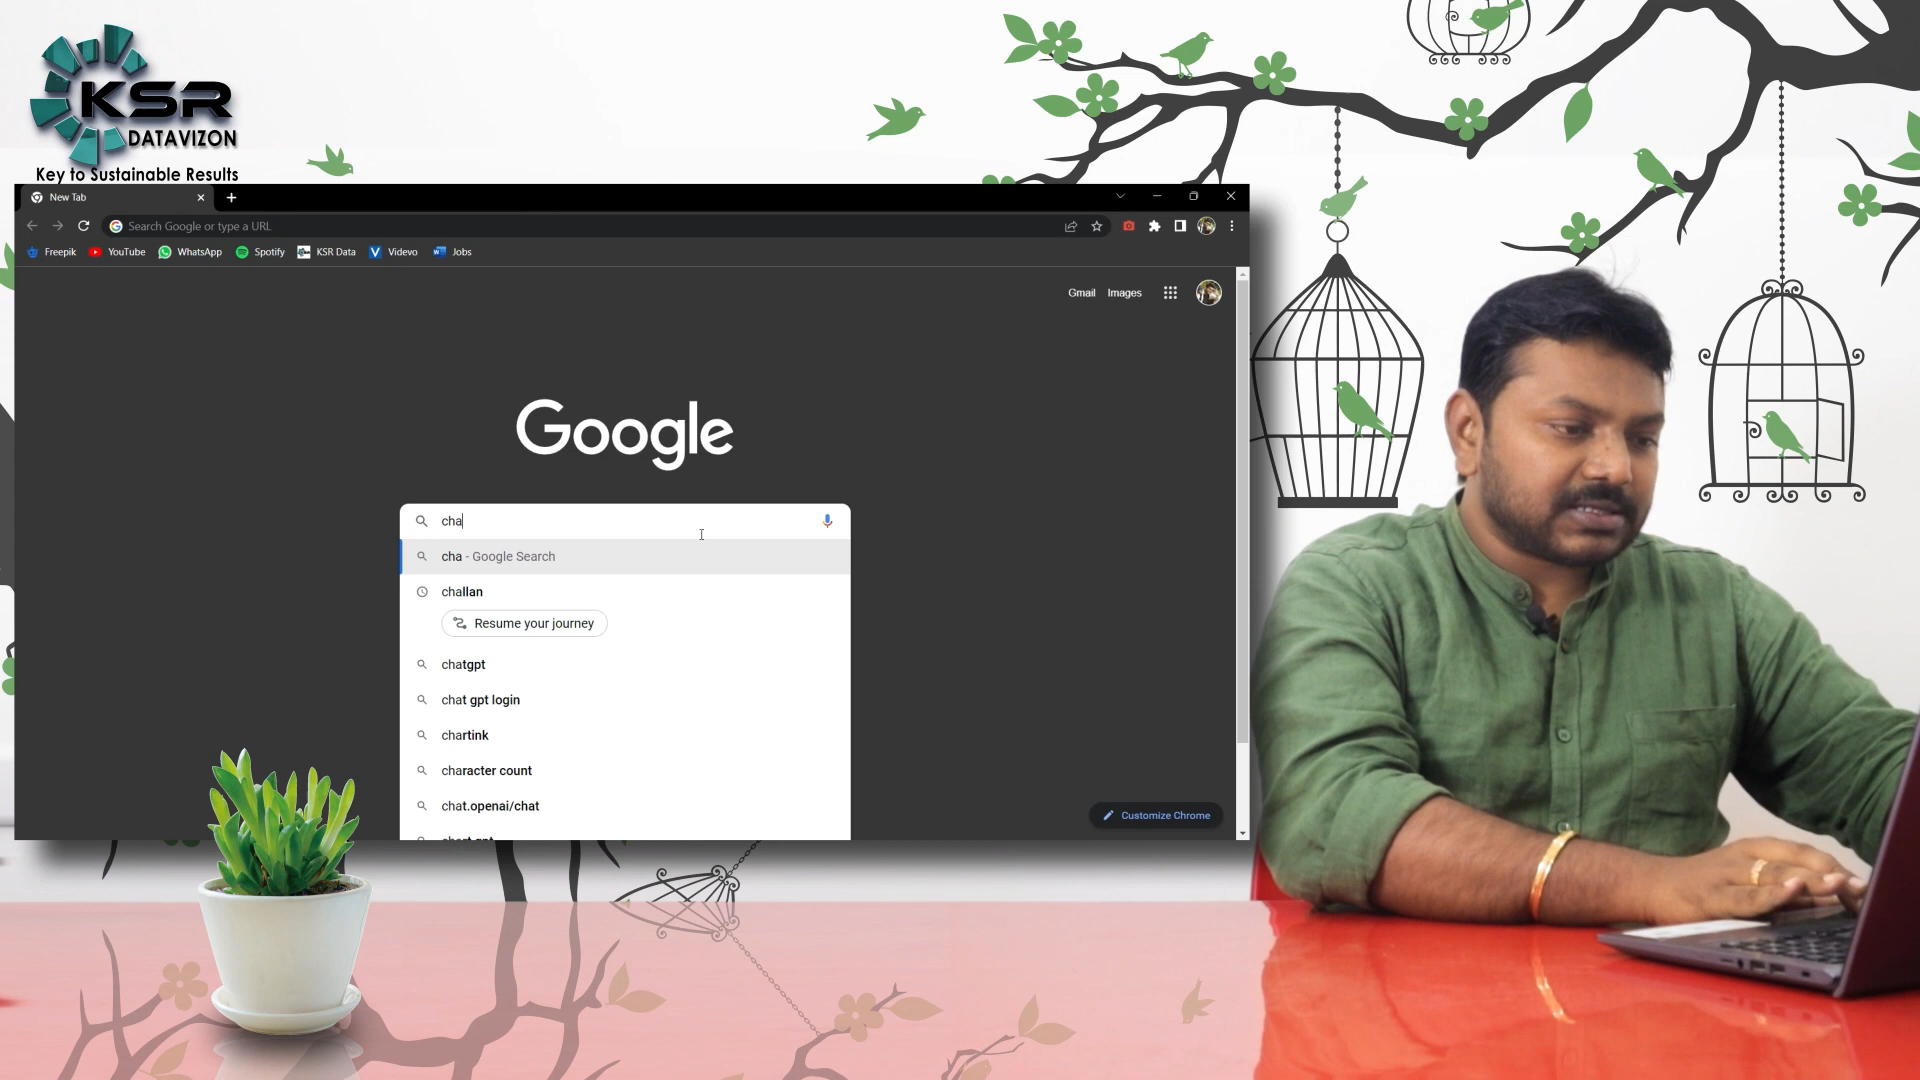 KSR
DATAVIZON
Key to Sustainable Results
New Tab
Search Google or type a URL
Freepik YouTube WhatsApp Spotify KSR Data Videvo Jobs
Gmail Images
Google
cha
cha - Google Search
challan
Resume your journey
chatgpt
chat gpt login
chartink
character count
chat.openai/chat
Customize Chrome